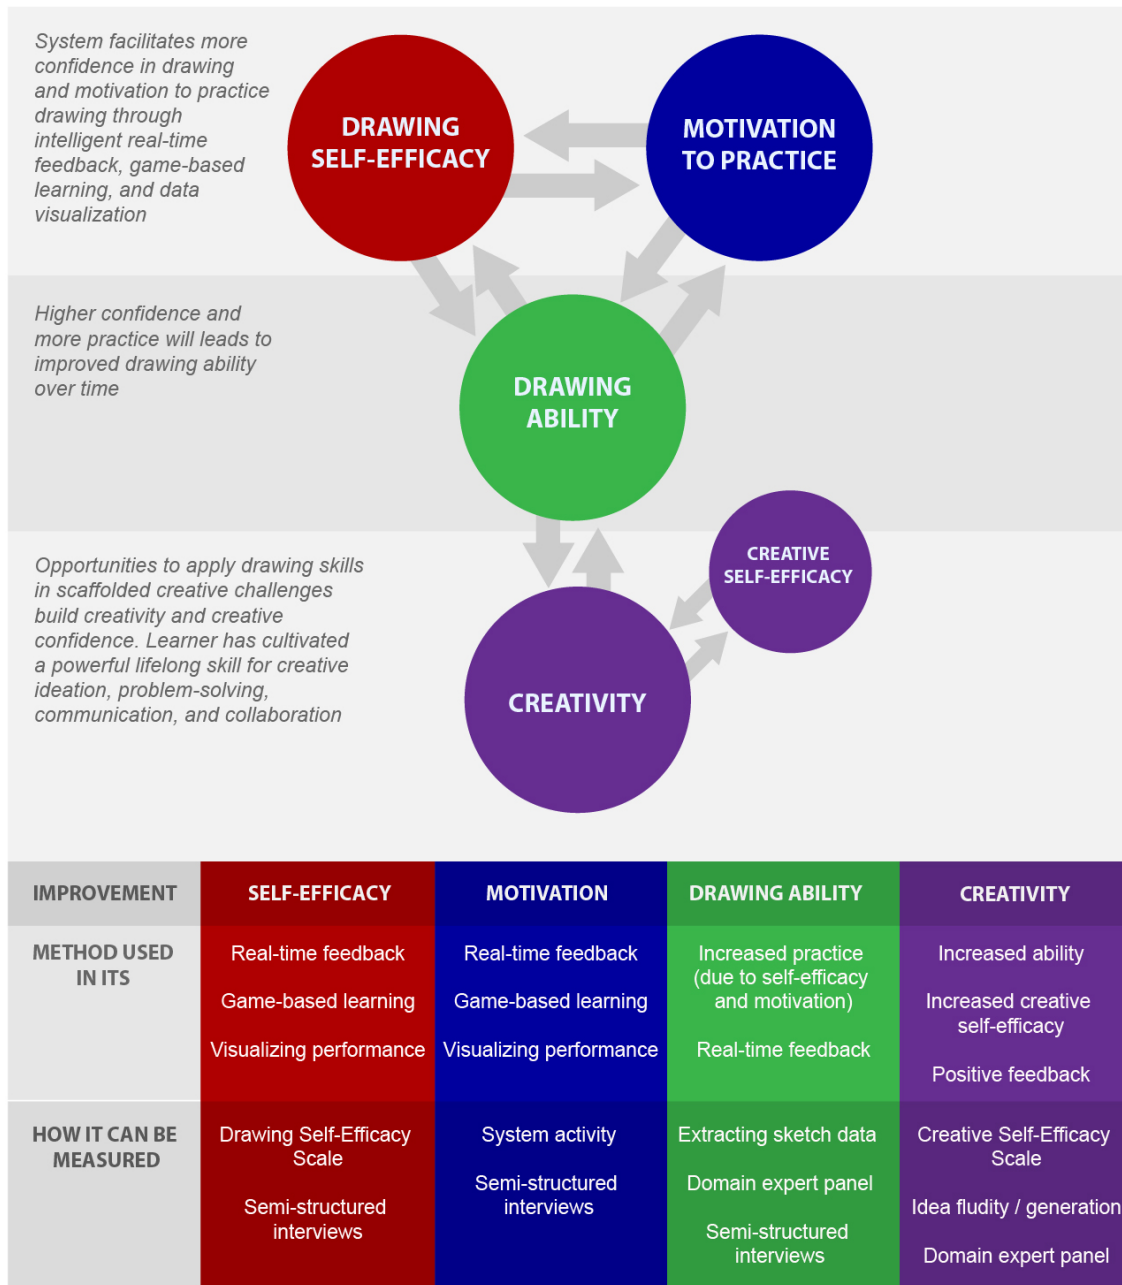 System facilitates more
confidence in drawing
and motivation to practice
drawing through
intelligent real-time
feedback, game-based
learning, and data
visualization
DRAWING
SELF-EFFICACY
MOTIVATION
TO PRACTICE
Higher confidence and
more practice will leads to
improved drawing ability
over time
DRAWING
ABILITY
Opportunities to apply drawing skills
in scaffolded creative challenges
build creativity and creative
confidence. Learner has cultivated
a powerful lifelong skill for creative
ideation, problem-solving,
communication, and collaboration
CREATIVE
SELF-EFFICACY
CREATIVITY
IMPROVEMENT
SELF-EFFICACY
MOTIVATION
DRAWING ABILITY
CREATIVITY
METHOD USED
IN ITS
Real-time feedback
Game-based learning
Visualizing performance
Real-time feedback
Game-based learning
Visualizing performance
Increased practice
(due to self-efficacy
and motivation)
Real-time feedback
Increased ability
Increased creative
self-efficacy
Positive feedback
HOW IT CAN BE
MEASURED
Drawing Self-Efficacy
Scale
Semi-structured
interviews
System activity
Semi-structured
interviews
Extracting sketch data
Domain expert panel
Semi-structured
interviews
Creative Self-Efficacy
Scale
Idea fludity / generation
Domain expert panel